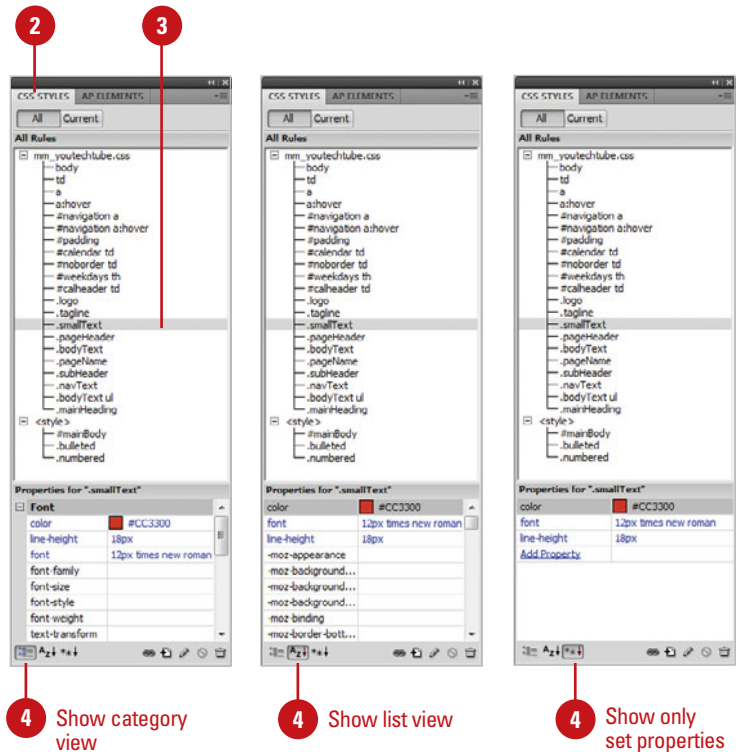 2
3
CSS STYLES AP ELEMENTS
All Current
All Rules
mm_youtechtube.css
body
td
a
a:hover
#navigation a
#navigation a:hover
#padding
#calendar td
#noborder td
#weekdays th
#calheader td
.logo
.tagline
.smallText
.pageHeader
.bodyText
.pageName
.subHeader
.navText
.bodyText ul
.mainHeading
<style>
#mainBody
.bulleted
.numbered
Properties for ".smallText"
Font
color #CC3300
line-height 18px
font 12px times new roman
font-family
font-size
font-style
font-weight
text-transform
4 Show category
view
CSS STYLES AP ELEMENTS
All Current
All Rules
mm_youtechtube.css
body
td
a
a:hover
#navigation a
#navigation a:hover
#padding
#calendar td
#noborder td
#weekdays th
#calheader td
.logo
.tagline
.smallText
.pageHeader
.bodyText
.pageName
.subHeader
.navText
.bodyText ul
.mainHeading
<style>
#mainBody
.bulleted
.numbered
Properties for ".smallText"
color #CC3300
font 12px times new roman
line-height 18px
-moz-appearance
-moz-background...
-moz-background...
-moz-background...
-moz-binding
-moz-border-bott...
4 Show list view
CSS STYLES AP ELEMENTS
All Current
All Rules
mm_youtechtube.css
body
td
a
a:hover
#navigation a
#navigation a:hover
#padding
#calendar td
#noborder td
#weekdays th
#calheader td
.logo
.tagline
.smallText
.pageHeader
.bodyText
.pageName
.subHeader
.navText
.bodyText ul
.mainHeading
<style>
#mainBody
.bulleted
.numbered
Properties for ".smallText"
color #CC3300
font 12px times new roman
line-height 18px
Add Property
4 Show only
set properties